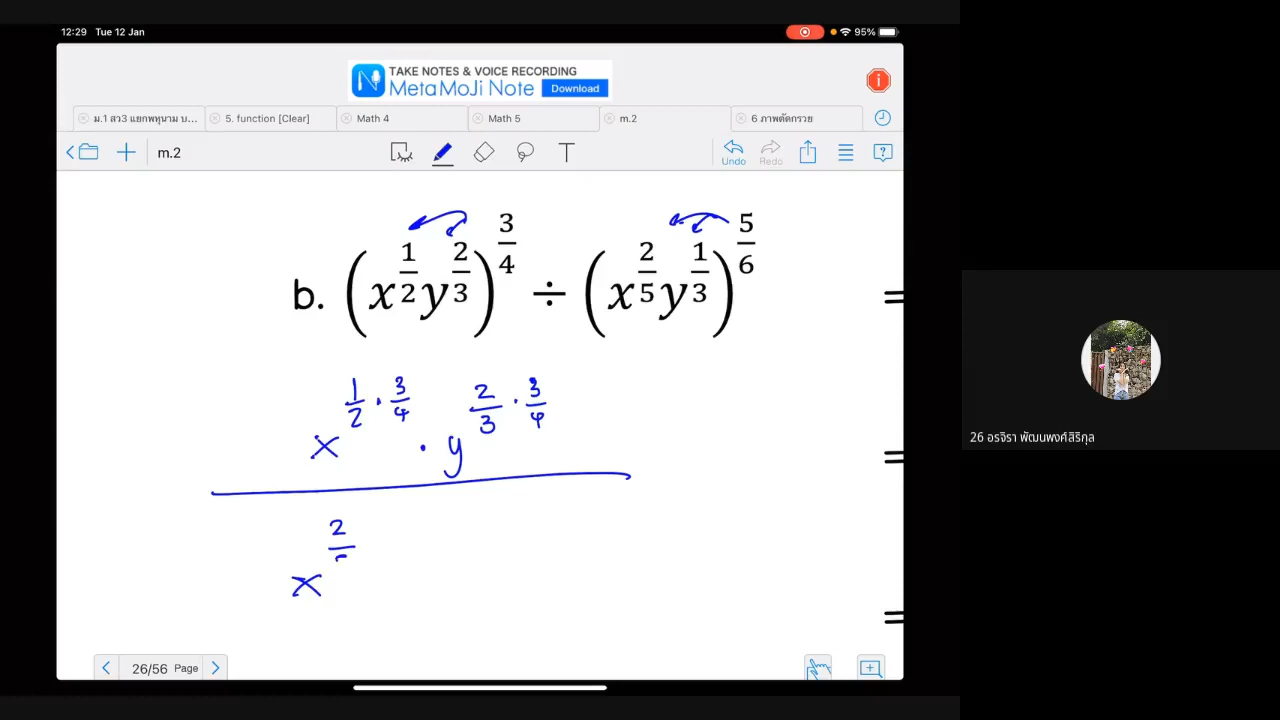 12:29 Tue 12 Jan 95%
TAKE NOTES & VOICE RECORDING
MetaMoJi Note Download
ม.1 สว3 แยกพหุนาม บ... 5. function [Clear] Math 4 Math 5 m.2 6 ภาพตัดกรวย
m.2 T Undo Redo
b. (x^{1/2}y^{2/3})^{3/4} ÷ (x^{2/5}y^{1/3})^{5/6} =
x^{1/2 · 3/4} · y^{2/3 · 3/4}
=
x^{2/}
=
26 อรจิรา พัฒนพงศ์สิริกุล
26/56 Page